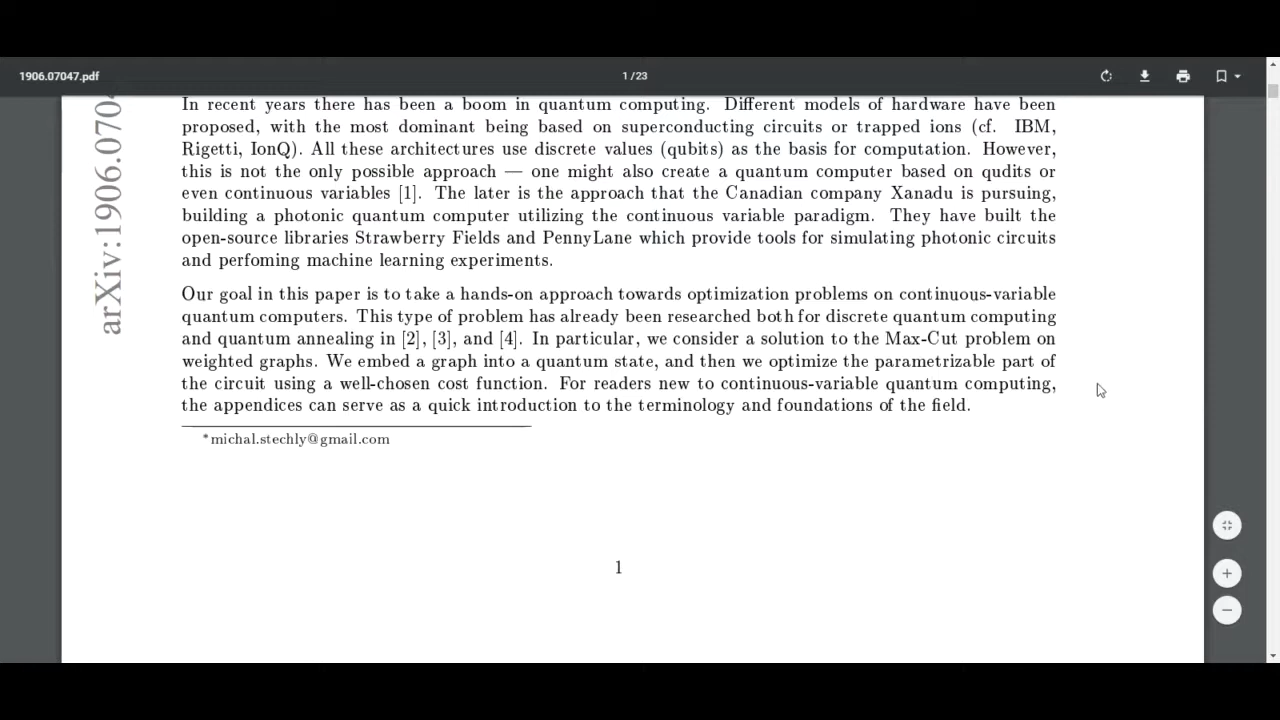 1906.07047.pdf
1 / 23
arXiv:1906.0704
In recent years there has been a boom in quantum computing. Different models of hardware have been
proposed, with the most dominant being based on superconducting circuits or trapped ions (cf. IBM,
Rigetti, IonQ). All these architectures use discrete values (qubits) as the basis for computation. However,
this is not the only possible approach — one might also create a quantum computer based on qudits or
even continuous variables [1]. The later is the approach that the Canadian company Xanadu is pursuing,
building a photonic quantum computer utilizing the continuous variable paradigm. They have built the
open-source libraries Strawberry Fields and PennyLane which provide tools for simulating photonic circuits
and perfoming machine learning experiments.
Our goal in this paper is to take a hands-on approach towards optimization problems on continuous-variable
quantum computers. This type of problem has already been researched both for discrete quantum computing
and quantum annealing in [2], [3], and [4]. In particular, we consider a solution to the Max-Cut problem on
weighted graphs. We embed a graph into a quantum state, and then we optimize the parametrizable part of
the circuit using a well-chosen cost function. For readers new to continuous-variable quantum computing,
the appendices can serve as a quick introduction to the terminology and foundations of the field.
*michal.stechly@gmail.com
1